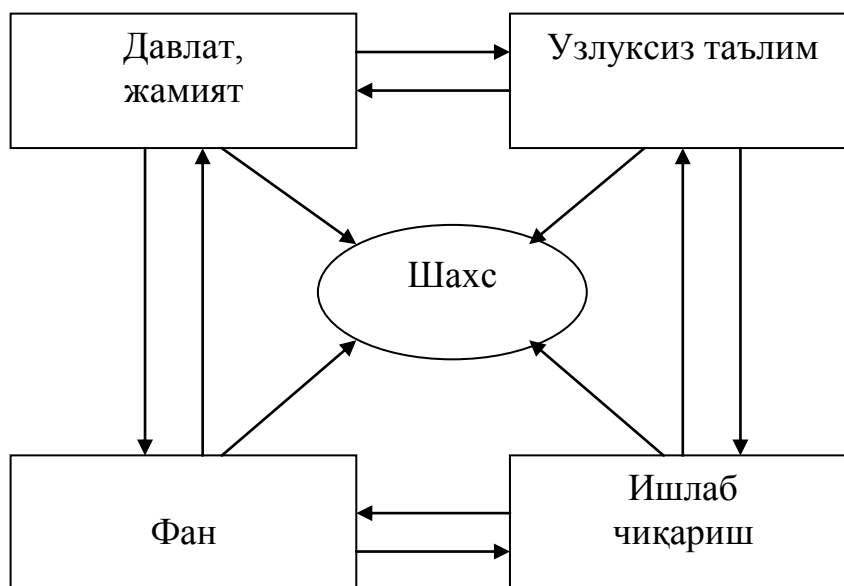 Давлат,
жамият
Узлуксиз таълим
Шахс
Фан
Ишлаб
чиқариш